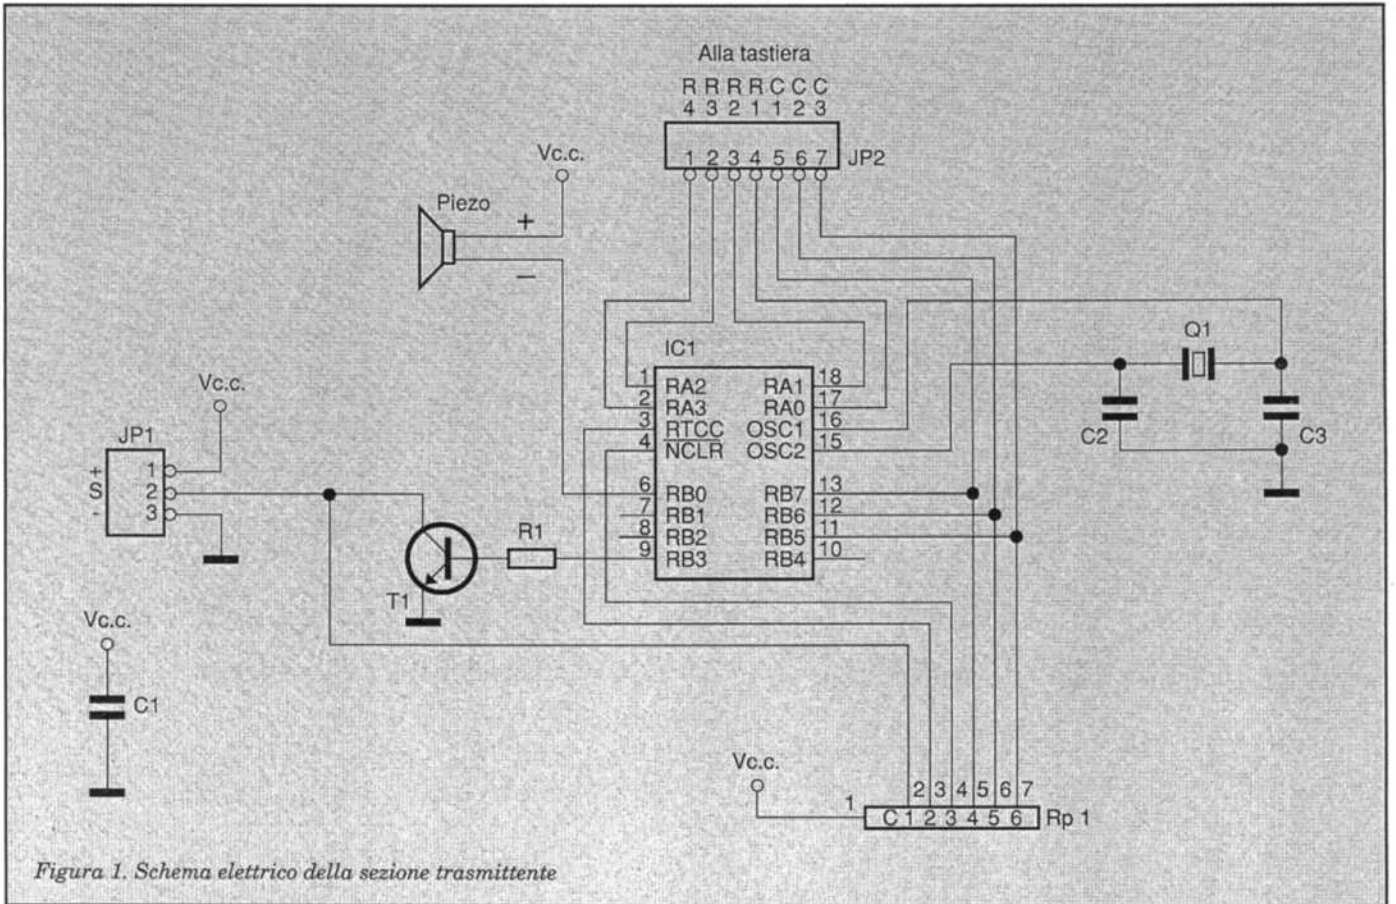 Alla tastiera
R R R R C C C
4 3 2 1 1 2 3
1 2 3 4 5 6 7
JP2
Vc.c.
Piezo
+
−
Q1
C2
C3
IC1
1 RA2 RA1 18
2 RA3 RA0 17
3 RTCC OSC1 16
4 NCLR OSC2 15
6 RB0 RB7 13
7 RB1 RB6 12
8 RB2 RB5 11
9 RB3 RB4 10
Vc.c.
JP1
+ 1
S 2
- 3
R1
T1
Vc.c.
C1
Vc.c.
1
2 3 4 5 6 7
C 1 2 3 4 5 6
Rp 1
Figura 1. Schema elettrico della sezione trasmittente